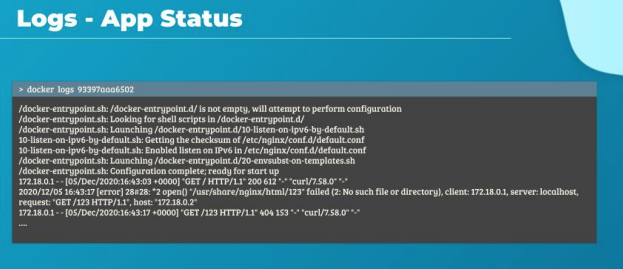 Logs - App Status
> docker logs 93397aaa6502
/docker-entrypoint.sh: /docker-entrypoint.d/ is not empty, will attempt to perform configuration
/docker-entrypoint.sh: Looking for shell scripts in /docker-entrypoint.d/
/docker-entrypoint.sh: Launching /docker-entrypoint.d/10-listen-on-ipv6-by-default.sh
10-listen-on-ipv6-by-default.sh: Getting the checksum of /etc/nginx/conf.d/default.conf
10-listen-on-ipv6-by-default.sh: Enabled listen on IPv6 in /etc/nginx/conf.d/default.conf
/docker-entrypoint.sh: Launching /docker-entrypoint.d/20-envsubst-on-templates.sh
/docker-entrypoint.sh: Configuration complete; ready for start up
172.18.0.1 - - [05/Dec/2020:16:43:03 +0000] "GET / HTTP/1.1" 200 612 "-" "curl/7.58.0" "-"
2020/12/05 16:43:17 [error] 28#28: *2 open() "/usr/share/nginx/html/123" failed (2: No such file or directory), client: 172.18.0.1, server: localhost,
request: "GET /123 HTTP/1.1", host: "172.18.0.2"
172.18.0.1 - - [05/Dec/2020:16:43:17 +0000] "GET /123 HTTP/1.1" 404 153 "-" "curl/7.58.0" "-"
....